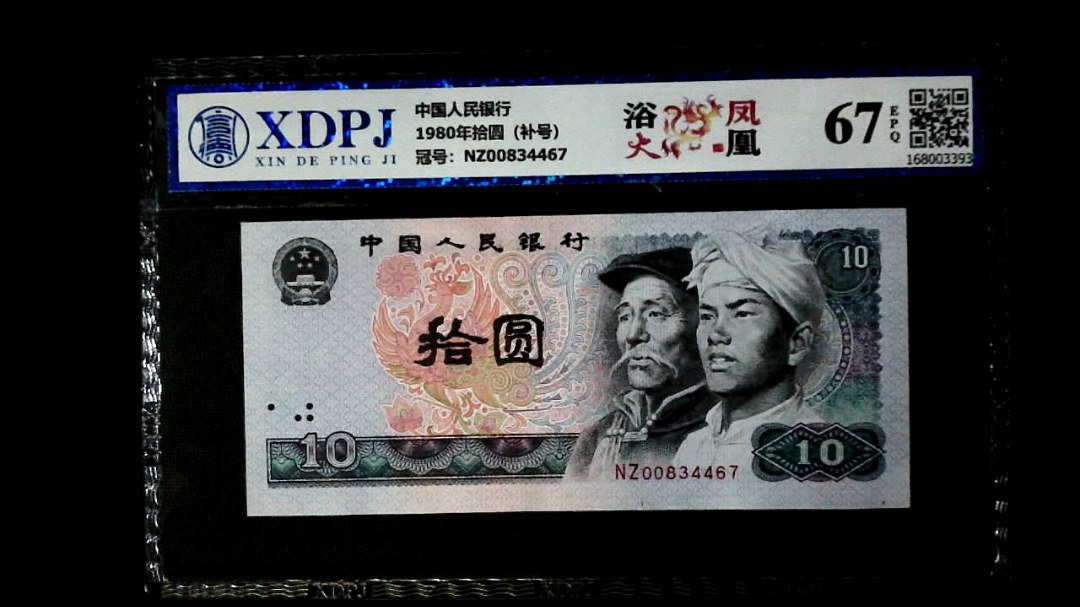 XDPJ
XIN DE PING JI
中国人民银行
1980年拾圆（补号）
冠号：NZ00834467
浴火凤凰
67
EPQ
168003393
中国人民银行
10
拾圆
10
NZ00834467
10
XDPJ